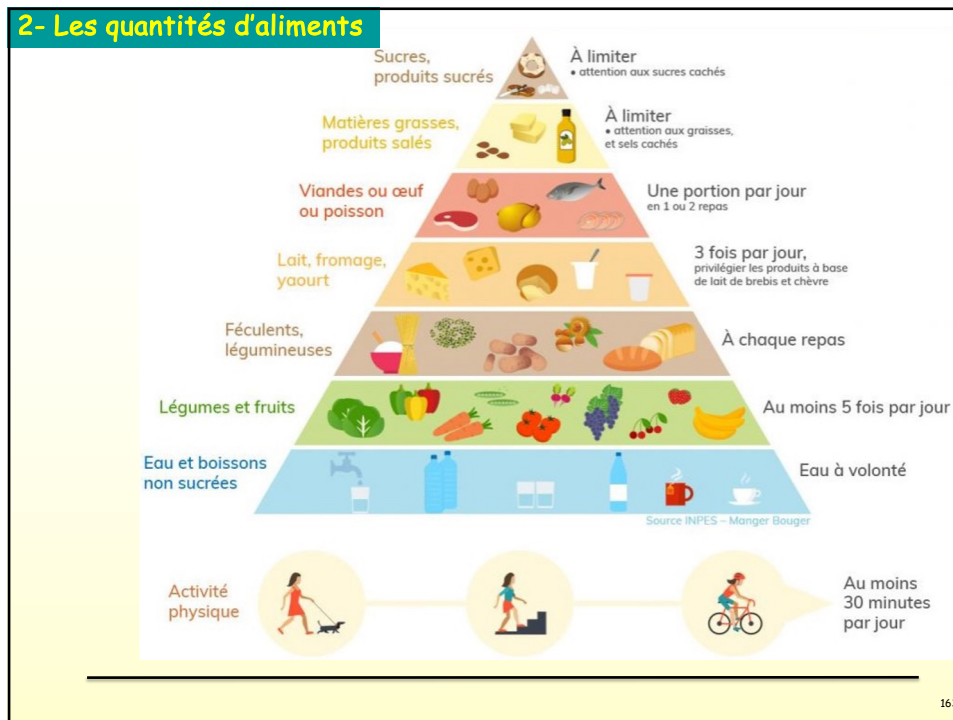 2- Les quantités d'aliments
Sucres,
produits sucrés
À limiter
• attention aux sucres cachés
Matières grasses,
produits salés
À limiter
• attention aux graisses,
et sels cachés
Viandes ou œuf
ou poisson
Une portion par jour
en 1 ou 2 repas
Lait, fromage,
yaourt
3 fois par jour,
privilégier les produits à base
de lait de brebis et chèvre
Féculents,
légumineuses
À chaque repas
Légumes et fruits
Au moins 5 fois par jour
Eau et boissons
non sucrées
Eau à volonté
Source INPES – Manger Bouger
Activité
physique
Au moins
30 minutes
par jour